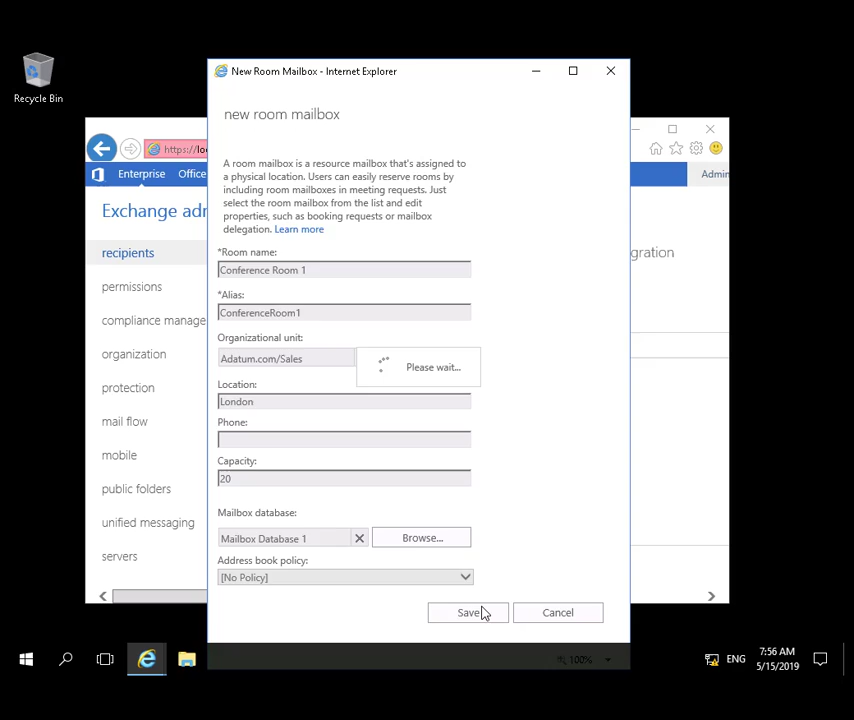 Recycle Bin
New Room Mailbox - Internet Explorer
new room mailbox
https://lo
Enterprise Office
Admin
A room mailbox is a resource mailbox that's assigned to
a physical location. Users can easily reserve rooms by
including room mailboxes in meeting requests. Just
select the room mailbox from the list and edit
properties, such as booking requests or mailbox
delegation. Learn more
Exchange adr
recipients
permissions
compliance manage
organization
protection
mail flow
mobile
public folders
unified messaging
servers
gration
*Room name:
Conference Room 1
*Alias:
ConferenceRoom1
Organizational unit:
Adatum.com/Sales
Please wait...
Location:
London
Phone:
Capacity:
20
Mailbox database:
Mailbox Database 1
Browse...
Address book policy:
[No Policy]
Save
Cancel
100%
ENG
7:56 AM
5/15/2019